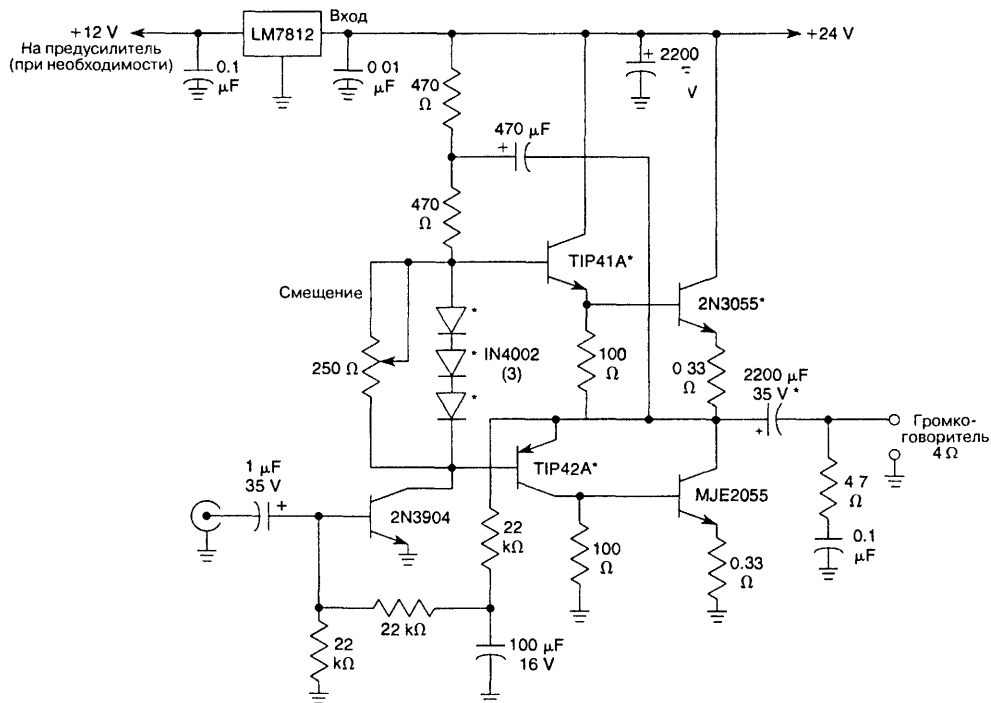 +12 V
На предусилитель
(при необходимости)
LM7812
Вход
+24 V
0.1
μF
0 01
μF
470
Ω
+ 2200
V
470 μF
+
470
Ω
TIP41A*
Смещение
2N3055*
*
* IN4002
(3)
*
250 Ω
100
Ω
0 33
Ω
2200 μF
35 V *
+
Громко-
говоритель
4 Ω
TIP42A*
1 μF
35 V
+
2N3904
MJE2055
4 7
Ω
22
kΩ
100
Ω
0.33
Ω
0.1
μF
22 kΩ
22
kΩ
100 μF
16 V